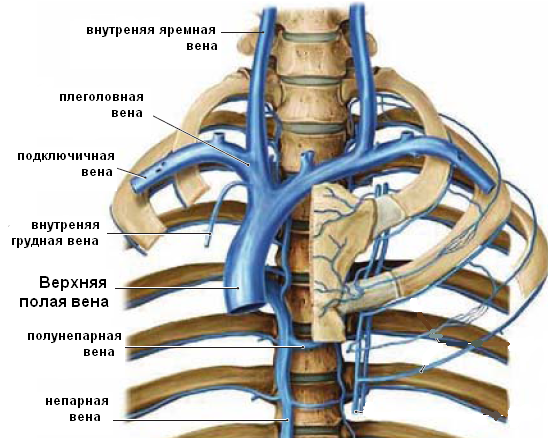 внутреняя яремная
вена
плеголовная
вена
подключичная
вена
внутреняя
грудная вена
Верхняя
полая вена
полунепарная
вена
непарная
вена